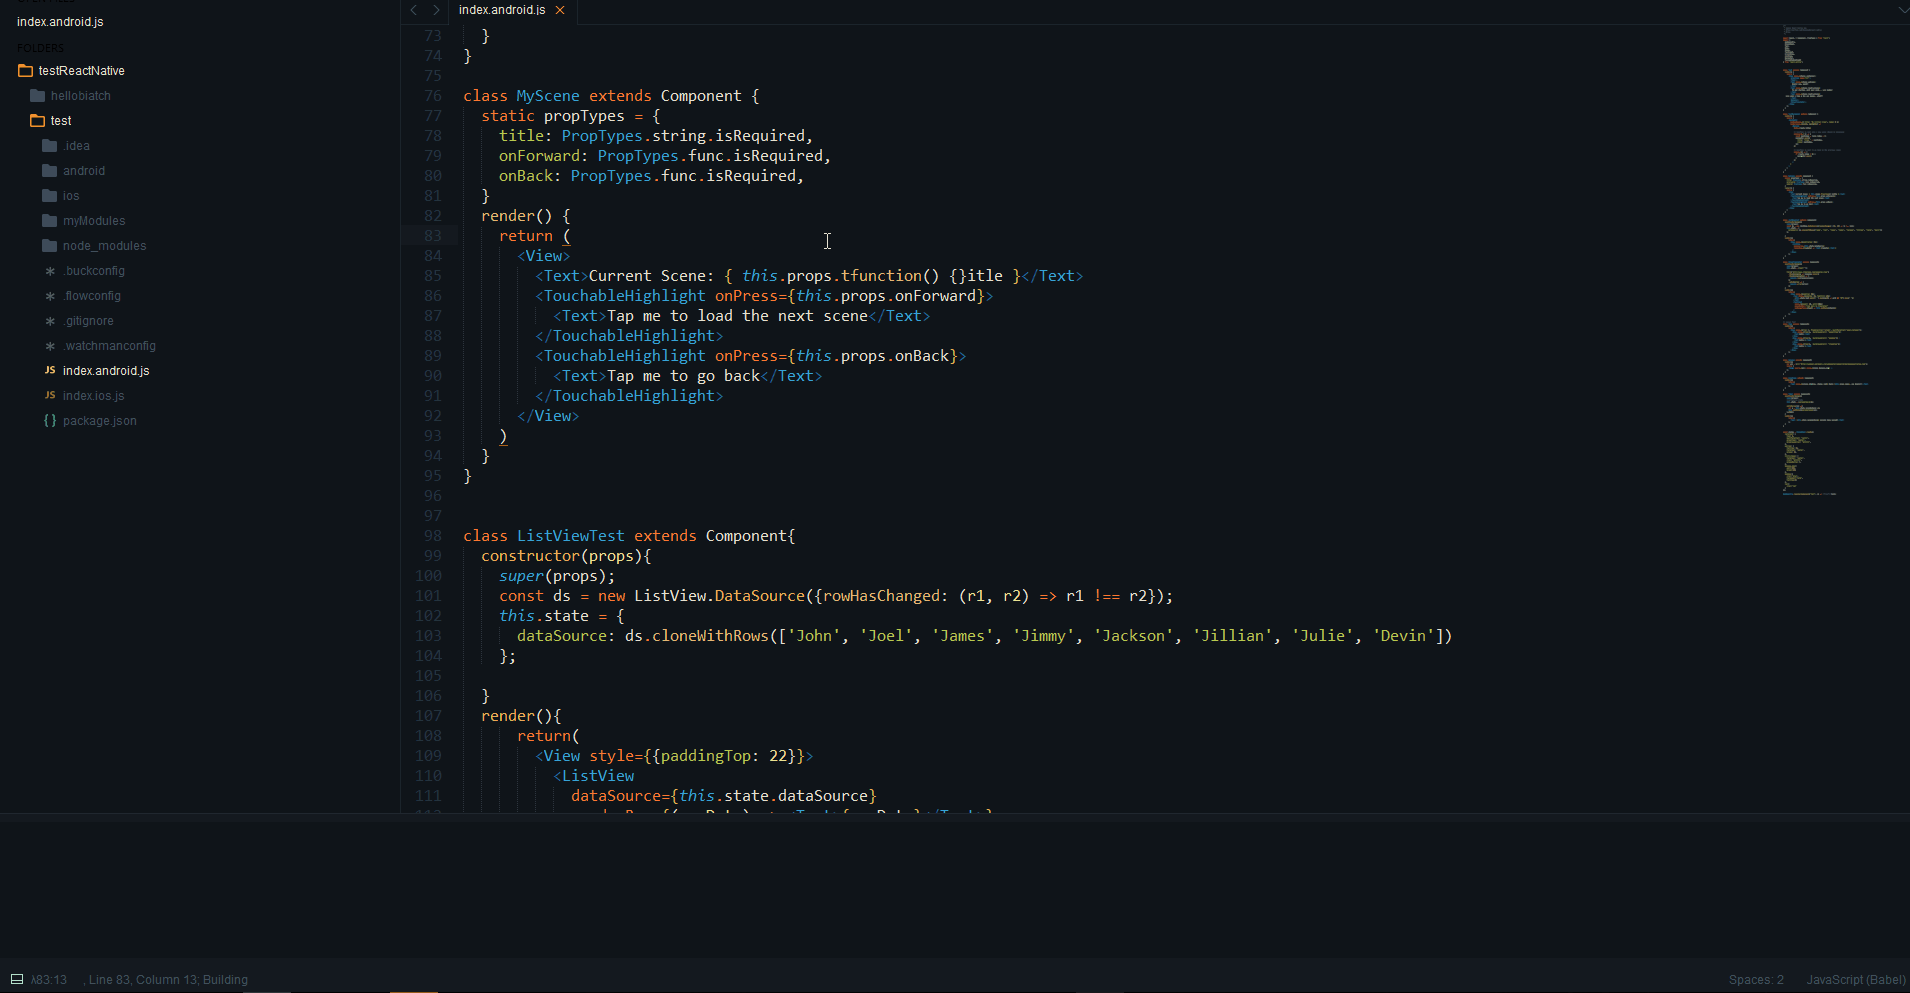 index.android.js
FOLDERS
testReactNative
hellobiatch
test
.idea
android
ios
myModules
node_modules
.buckconfig
.flowconfig
.gitignore
.watchmanconfig
index.android.js
index.ios.js
package.json
index.android.js
73 }
74 }
75
76 class MyScene extends Component {
77 static propTypes = {
78 title: PropTypes.string.isRequired,
79 onForward: PropTypes.func.isRequired,
80 onBack: PropTypes.func.isRequired,
81 }
82 render() {
83 return (
84 <View>
85 <Text>Current Scene: { this.props.tfunction() {}itle }</Text>
86 <TouchableHighlight onPress={this.props.onForward}>
87 <Text>Tap me to load the next scene</Text>
88 </TouchableHighlight>
89 <TouchableHighlight onPress={this.props.onBack}>
90 <Text>Tap me to go back</Text>
91 </TouchableHighlight>
92 </View>
93 )
94 }
95 }
96
97
98 class ListViewTest extends Component{
99 constructor(props){
100 super(props);
101 const ds = new ListView.DataSource({rowHasChanged: (r1, r2) => r1 !== r2});
102 this.state = {
103 dataSource: ds.cloneWithRows(['John', 'Joel', 'James', 'Jimmy', 'Jackson', 'Jillian', 'Julie', 'Devin'])
104 };
105
106 }
107 render(){
108 return(
109 <View style={{paddingTop: 22}}>
110 <ListView
111 dataSource={this.state.dataSource}
λ83:13 , Line 83, Column 13; Building
Spaces: 2 JavaScript (Babel)